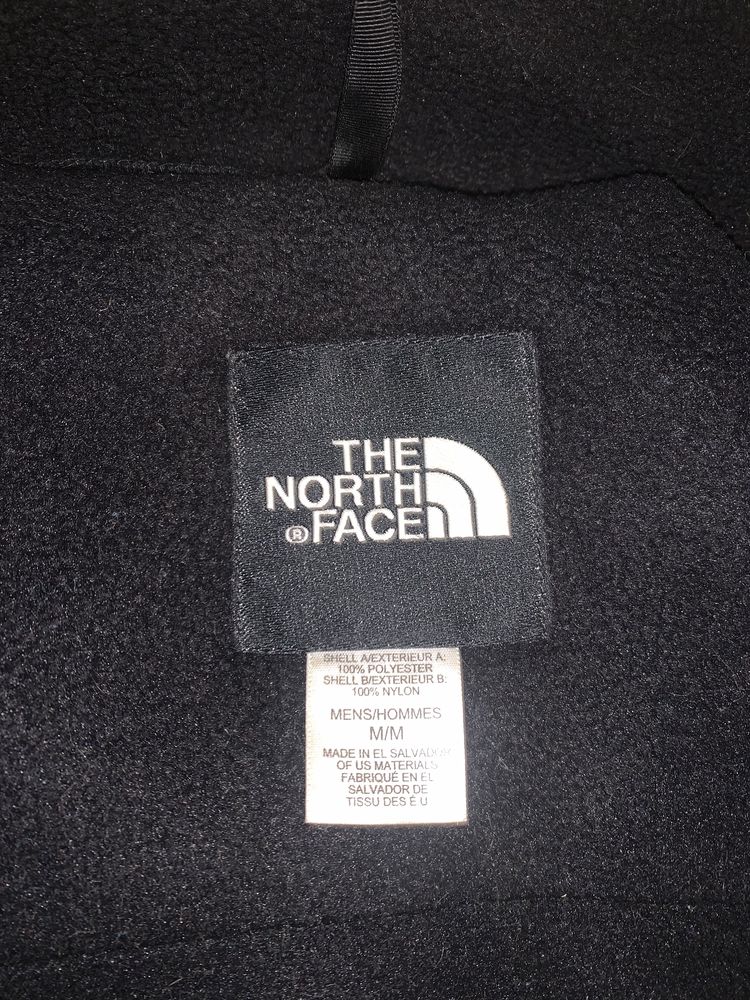 THE
NORTH
® FACE
SHELL A/EXTERIEUR A:
100% POLYESTER
SHELL B/EXTERIEUR B:
100% NYLON
MENS/HOMMES
M/M
MADE IN EL SALVADOR
OF US MATERIALS
FABRIQUÉ EN EL
SALVADOR DE
TISSU DES É U